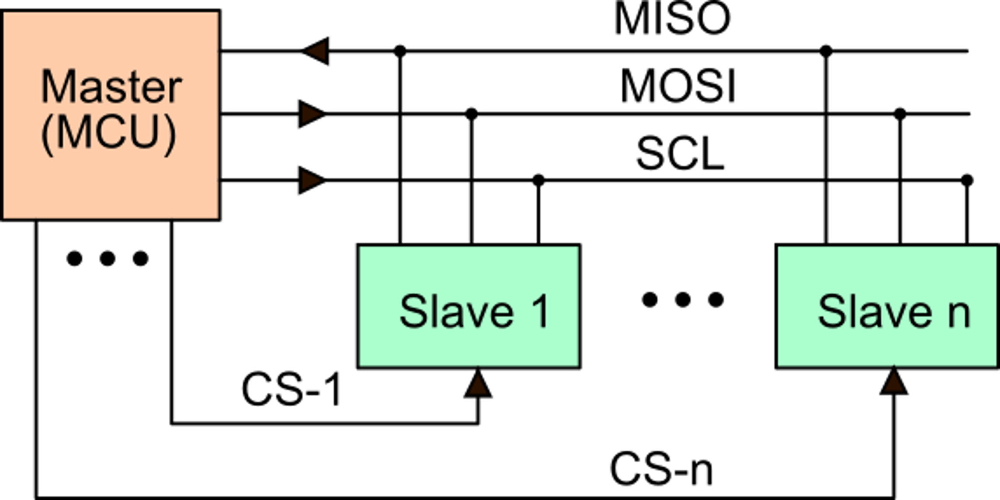 MISO
Master
(MCU)
MOSI
SCL
Slave 1
Slave n
CS-1
CS-n